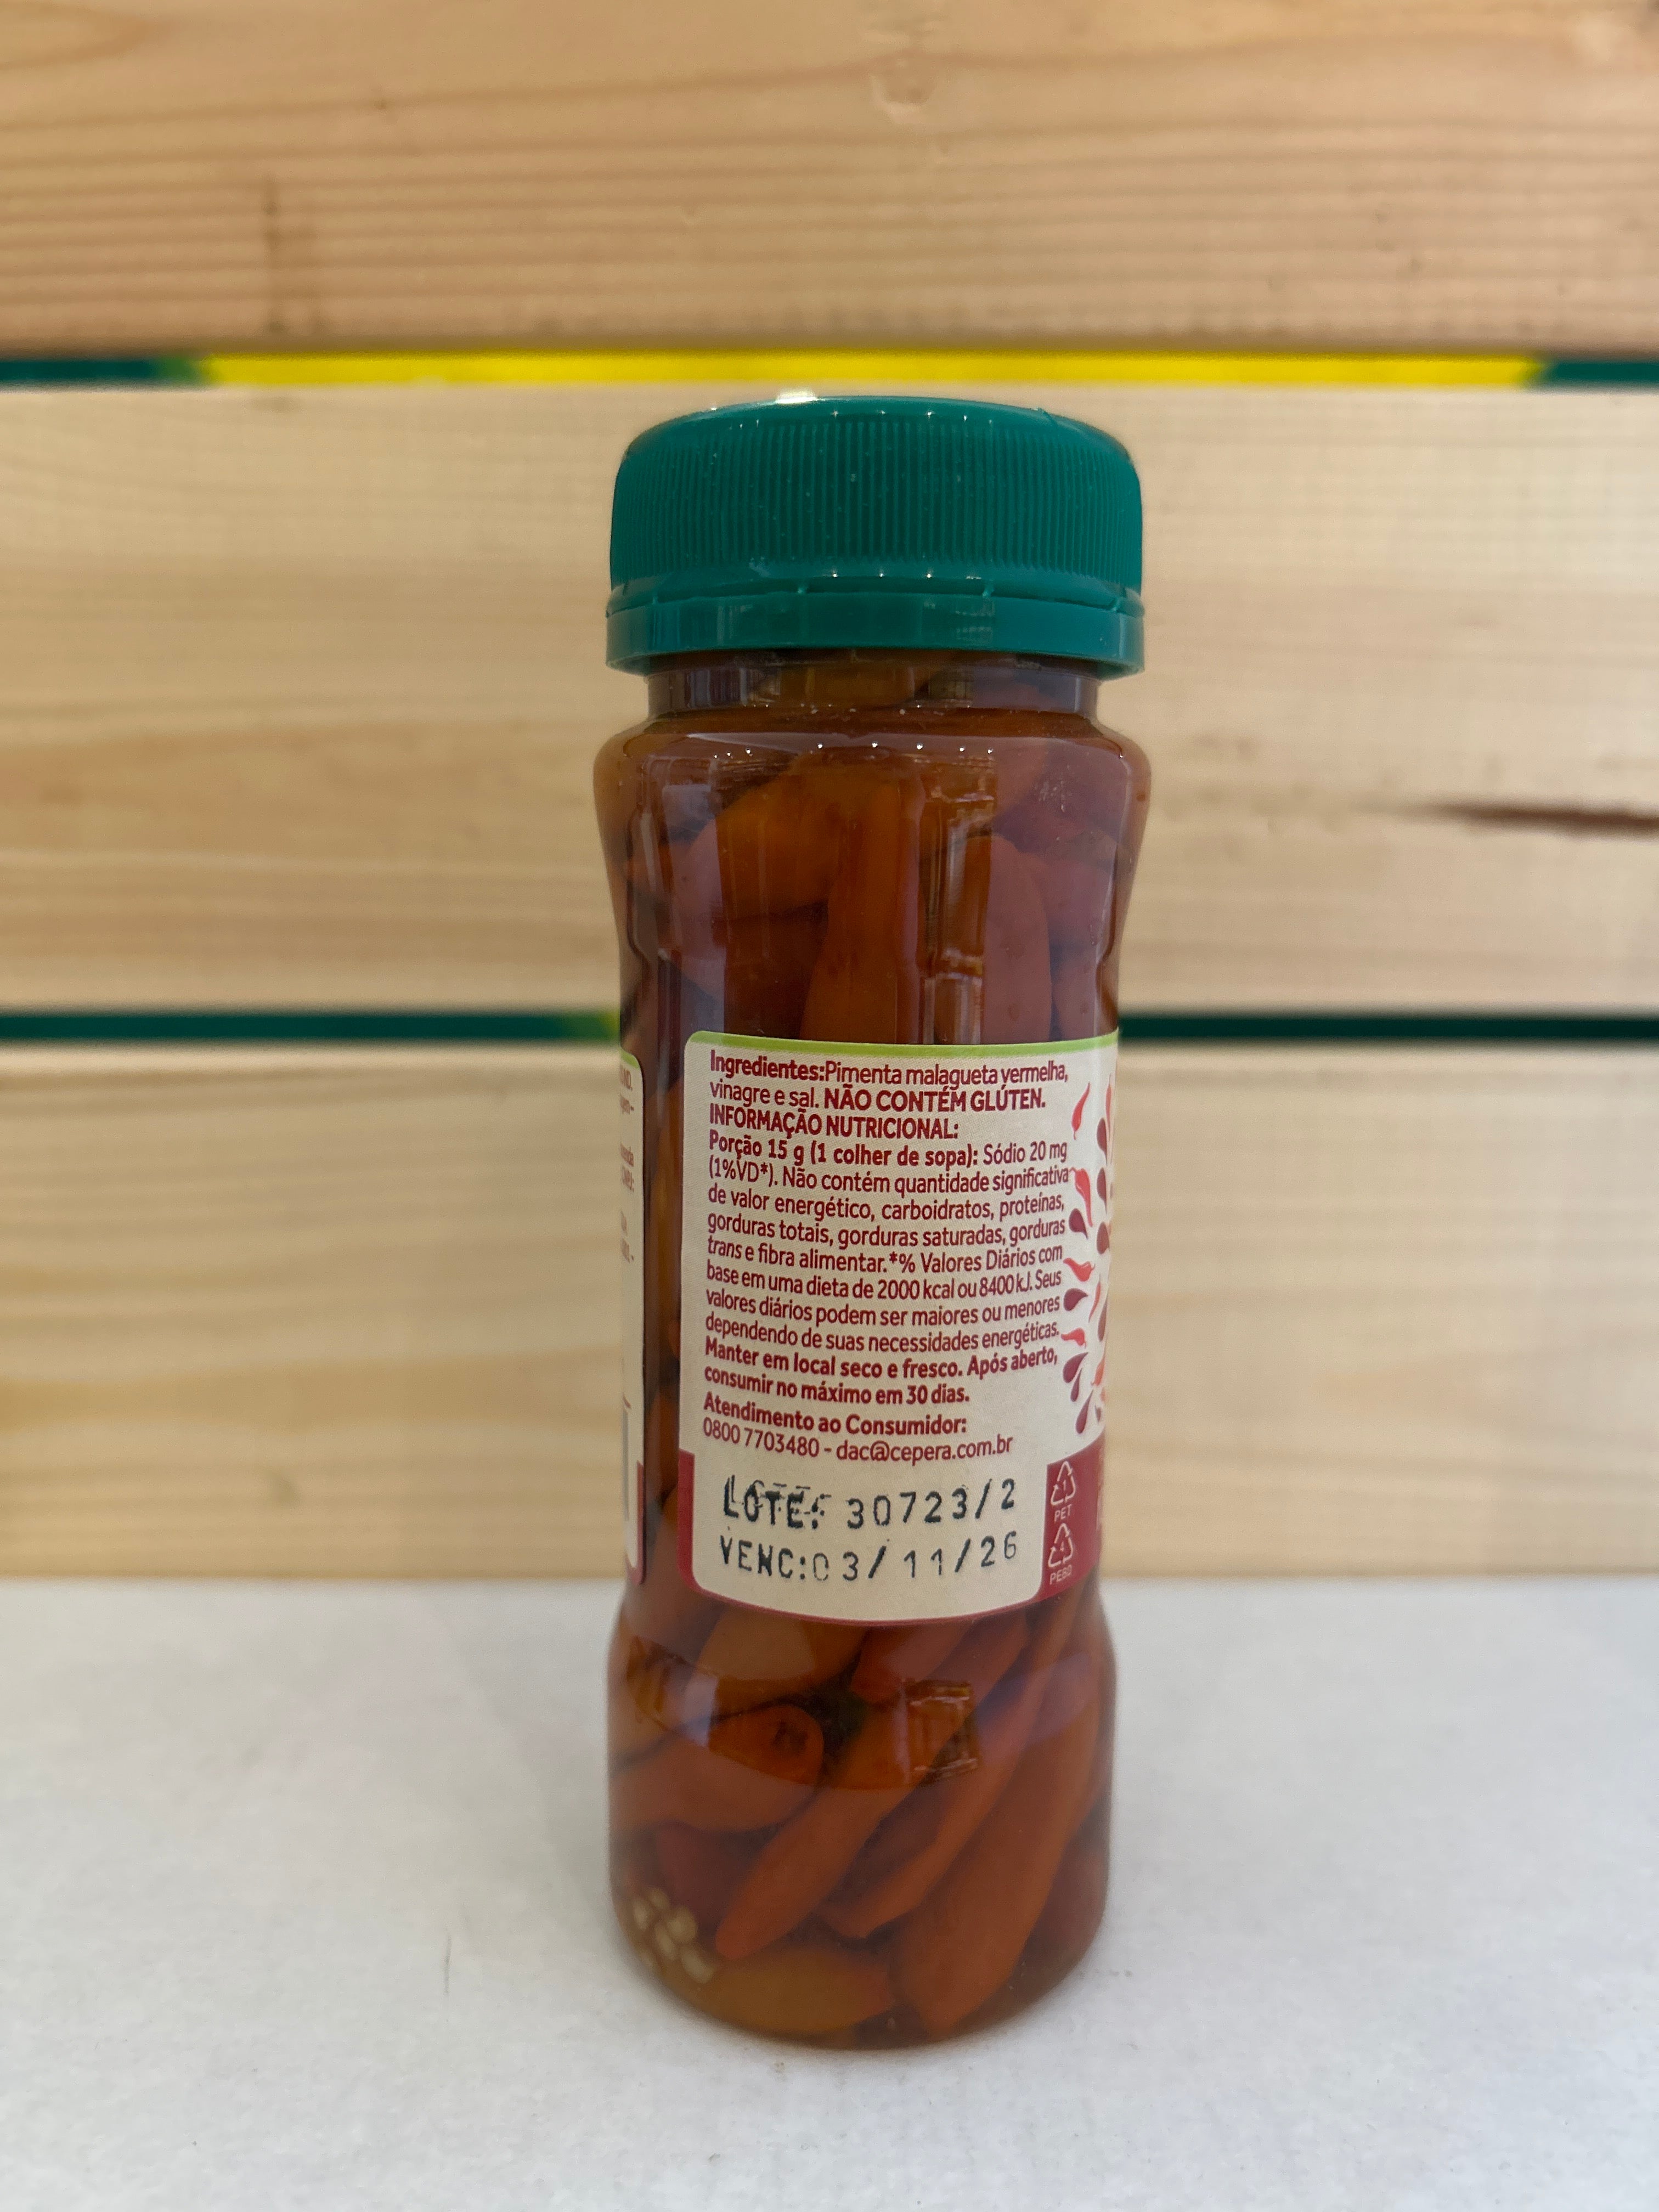 Ingredientes:Pimenta malagueta vermelha,
vinagre e sal. NÃO CONTÉM GLÚTEN.
INFORMAÇÃO NUTRICIONAL:
Porção 15 g (1 colher de sopa): Sódio 20 mg
(1%VD*). Não contém quantidade significativa
de valor energético, carboidratos, proteínas,
gorduras totais, gorduras saturadas, gorduras
trans e fibra alimentar.*% Valores Diários com
base em uma dieta de 2000 kcal ou 8400 kJ. Seus
valores diários podem ser maiores ou menores
dependendo de suas necessidades energéticas.
Manter em local seco e fresco. Após aberto,
consumir no máximo em 30 dias.
Atendimento ao Consumidor:
0800 7703480 - dac@cepera.com.br
LOTE: 30723/2
VENC:03/11/26
1
PET
4
PEBD